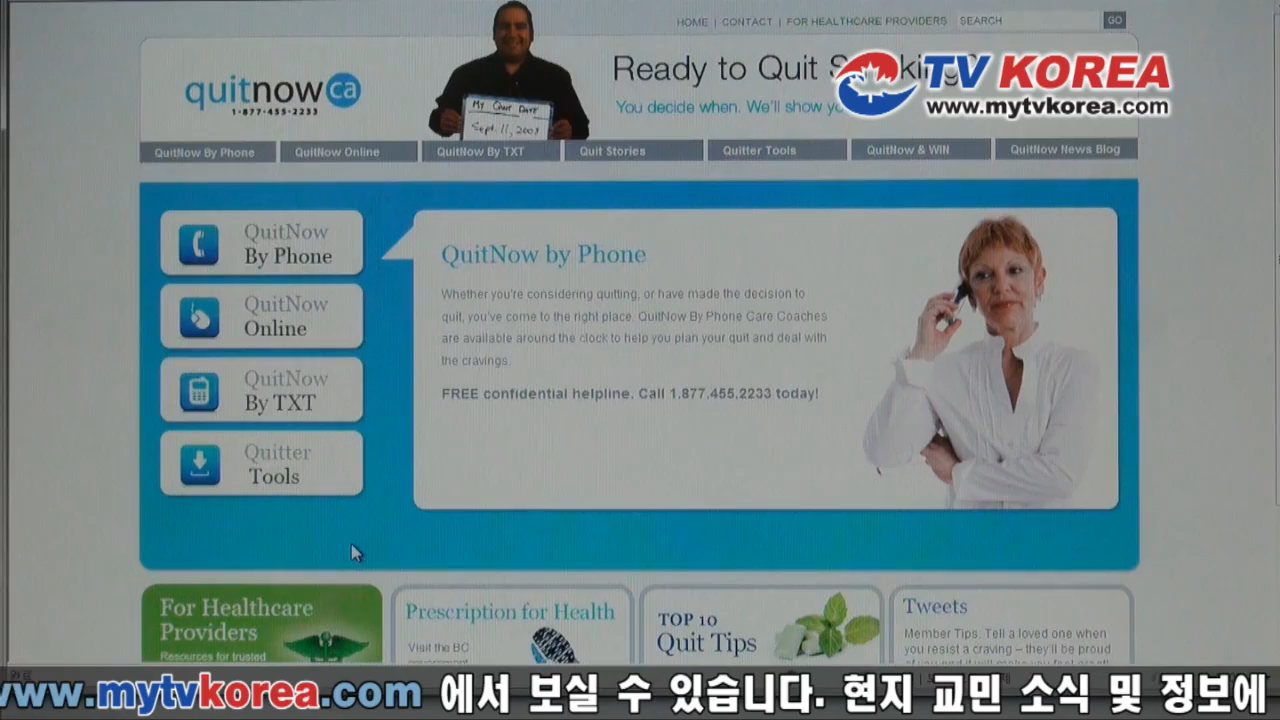 HOME | CONTACT | FOR HEALTHCARE PROVIDERS SEARCH GO
quitnow ca
1-877-455-2233
MY QUIT DATE
Sept. 11, 2009
Ready to Quit
You decide when. We'll show
TV KOREA
www.mytvkorea.com
QuitNow By Phone QuitNow Online QuitNow By TXT Quit Stories Quitter Tools QuitNow & WIN QuitNow News Blog
QuitNow
By Phone
QuitNow
Online
QuitNow
By TXT
Quitter
Tools
QuitNow by Phone
Whether you're considering quitting, or have made the decision to
quit, you've come to the right place. QuitNow By Phone Care Coaches
are available around the clock to help you plan your quit and deal with
the cravings.
FREE confidential helpline. Call 1.877.455.2233 today!
For Healthcare
Providers
Resources for trusted
Prescription for Health
Visit the BC
TOP 10
Quit Tips
Tweets
Member Tips: Tell a loved one when
you resist a craving – they'll be proud
www.mytvkorea.com 에서 보실 수 있습니다. 현지 교민 소식 및 정보에